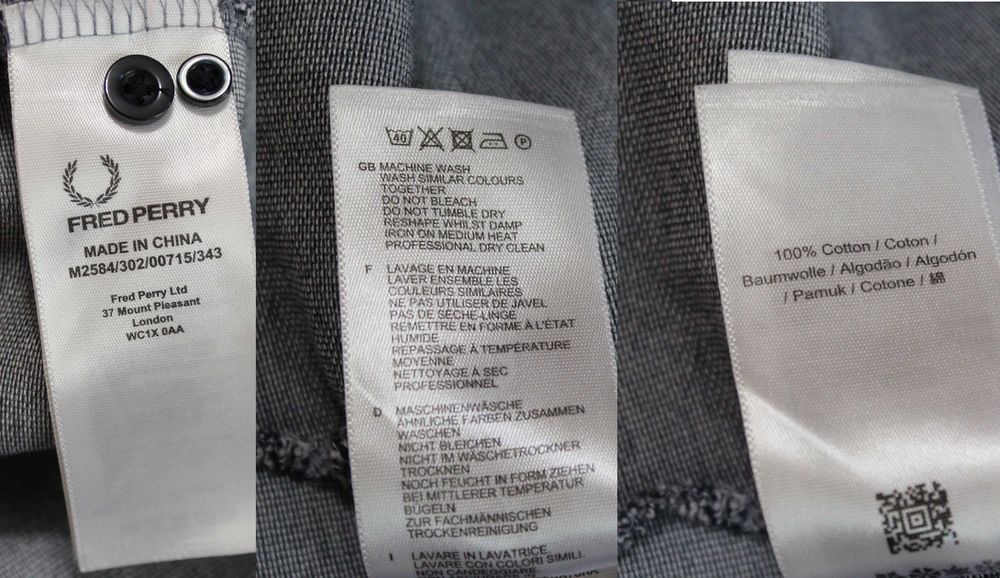 FRED PERRY
MADE IN CHINA
M2584/302/00715/343
Fred Perry Ltd
37 Mount Pleasant
London
WC1X 0AA
40
P
GB MACHINE WASH
WASH SIMILAR COLOURS
TOGETHER
DO NOT BLEACH
DO NOT TUMBLE DRY
RESHAPE WHILST DAMP
IRON ON MEDIUM HEAT
PROFESSIONAL DRY CLEAN
F LAVAGE EN MACHINE
LAVER ENSEMBLE LES
COULEURS SIMILAIRES
NE PAS UTILISER DE JAVEL
PAS DE SÈCHE-LINGE
REMETTRE EN FORME À L'ÉTAT
HUMIDE
REPASSAGE À TEMPÉRATURE
MOYENNE
NETTOYAGE À SEC
PROFESSIONNEL
D MASCHINENWÄSCHE
ÄHNLICHE FARBEN ZUSAMMEN
WASCHEN
NICHT BLEICHEN
NICHT IM WÄSCHETROCKNER
TROCKNEN
NOCH FEUCHT IN FORM ZIEHEN
BEI MITTLERER TEMPERATUR
BÜGELN
ZUR FACHMÄNNISCHEN
TROCKENREINIGUNG
I LAVARE IN LAVATRICE
LAVARE CON COLORI SIMILI
NON CANDEGGIARE
100% Cotton / Coton /
Baumwolle / Algodão / Algodón
/ Pamuk / Cotone / 綿